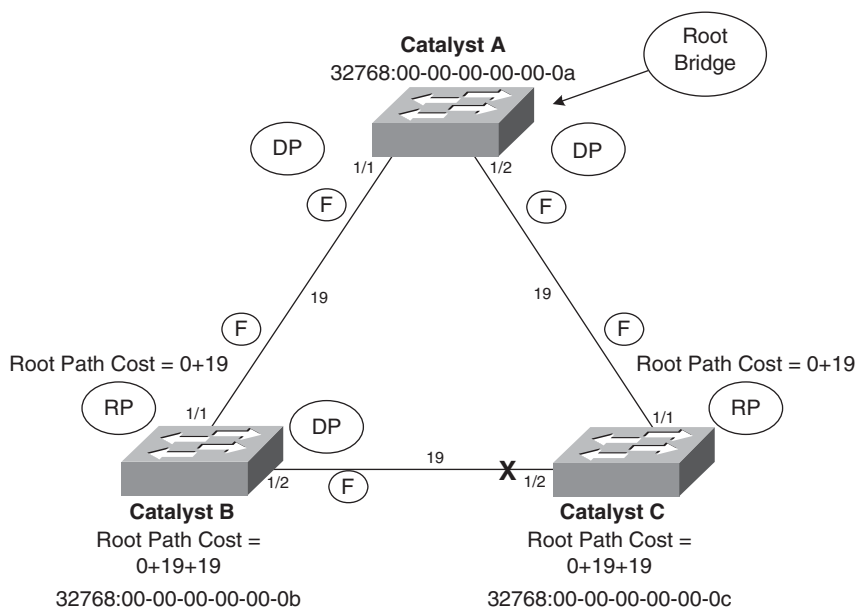 Root
Bridge
Catalyst A
32768:00-00-00-00-00-0a
DP
DP
1/1
1/2
F
F
19
19
F
F
Root Path Cost = 0+19
Root Path Cost = 0+19
RP
1/1
DP
1/1
RP
19
X
1/2
F
1/2
Catalyst B
Catalyst C
Root Path Cost =
0+19+19
Root Path Cost =
0+19+19
32768:00-00-00-00-00-0b
32768:00-00-00-00-00-0c